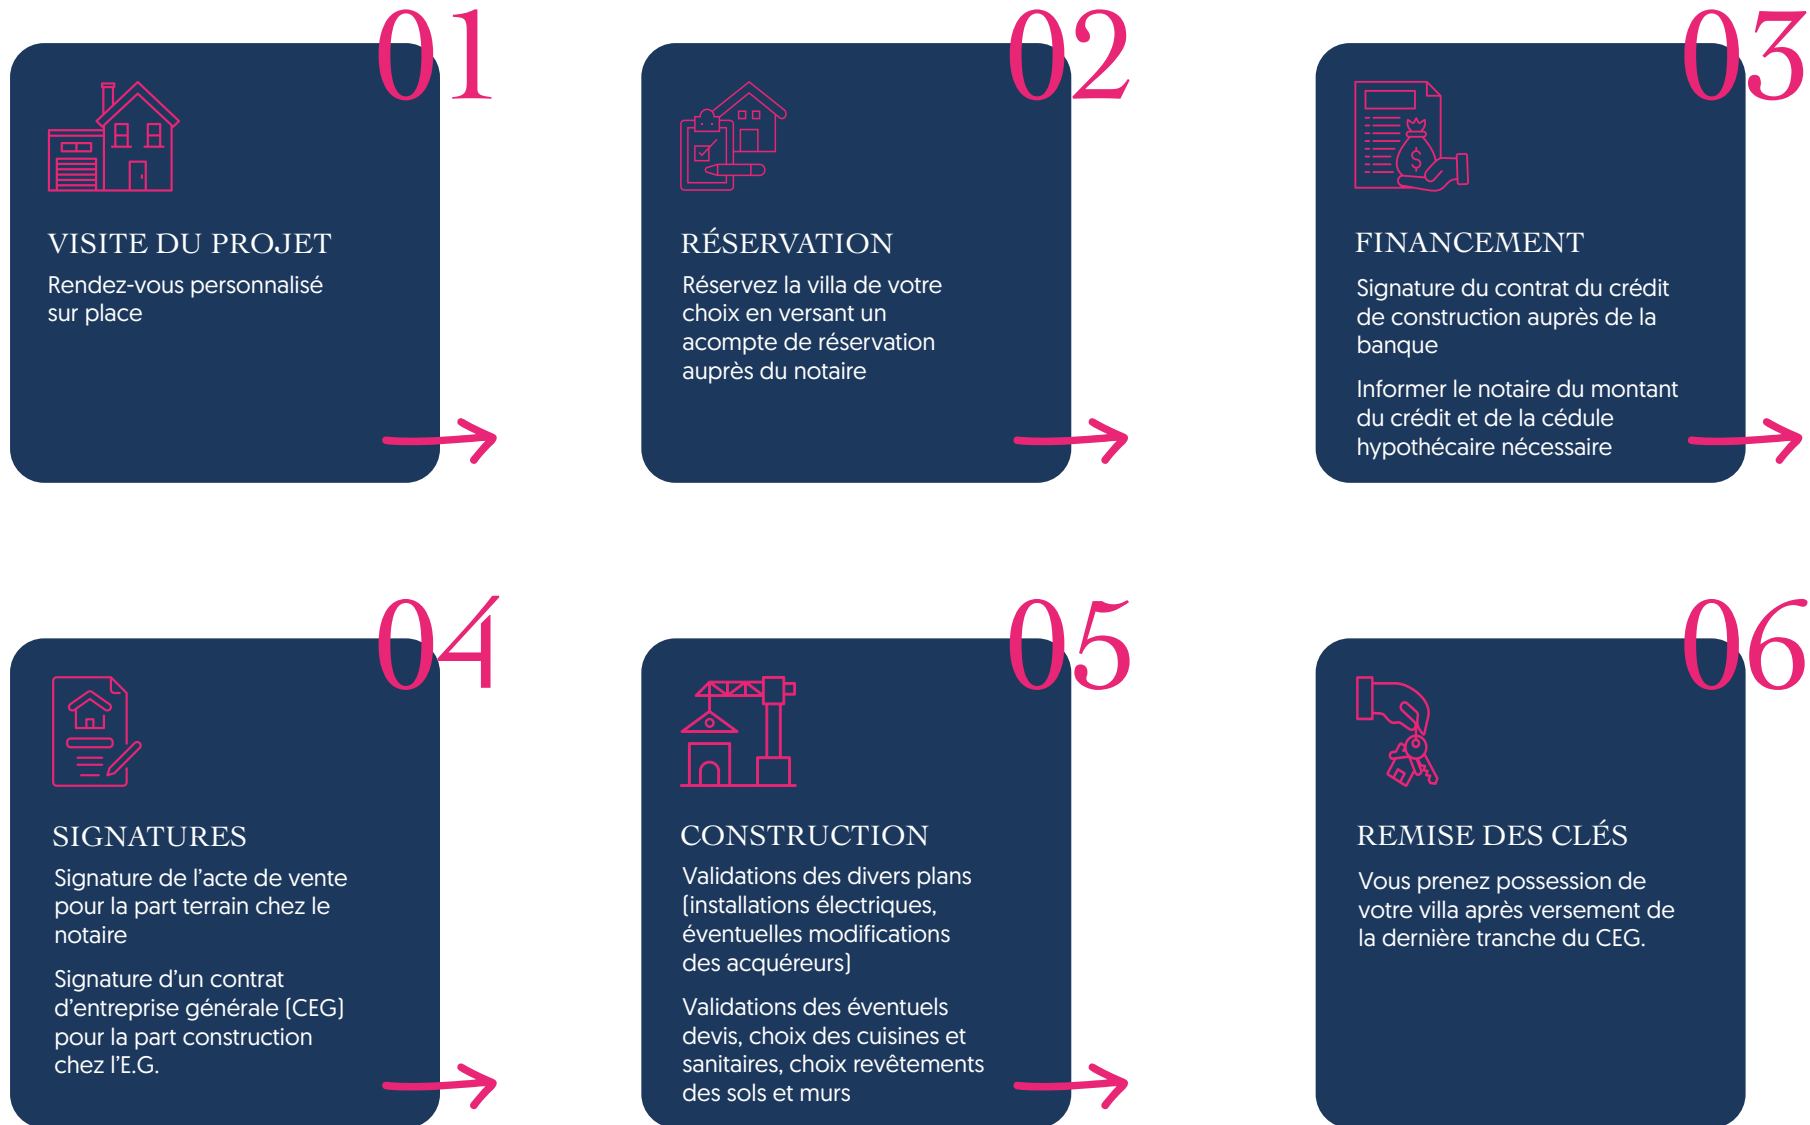 01
VISITE DU PROJET
Rendez-vous personnalisé
sur place
02
RÉSERVATION
Réservez la villa de votre
choix en versant un
acompte de réservation
auprès du notaire
03
$
FINANCEMENT
Signature du contrat du crédit
de construction auprès de la
banque
Informer le notaire du montant
du crédit et de la cédule
hypothécaire nécessaire
04
SIGNATURES
Signature de l’acte de vente
pour la part terrain chez le
notaire
Signature d’un contrat
d’entreprise générale (CEG)
pour la part construction
chez l’E.G.
05
CONSTRUCTION
Validations des divers plans
(installations électriques,
éventuelles modifications
des acquéreurs)
Validations des éventuels
devis, choix des cuisines et
sanitaires, choix revêtements
des sols et murs
06
REMISE DES CLÉS
Vous prenez possession de
votre villa après versement de
la dernière tranche du CEG.